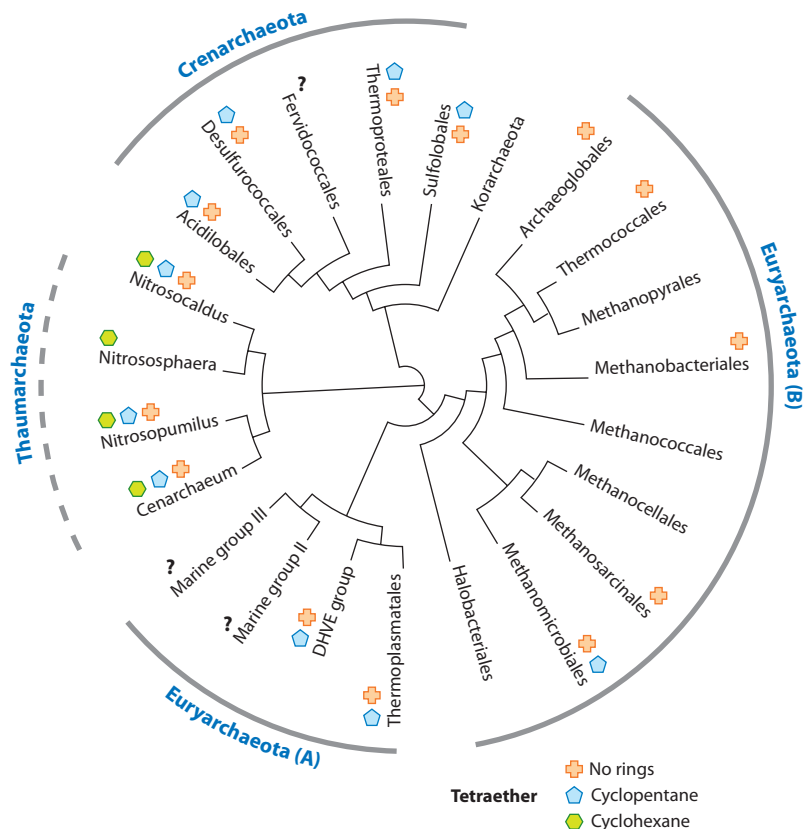 Crenarchaeota
?
Thermoproteales
Fervidococcales
Desulfurococcales
Sulfolobales
Korarchaeota
Archaeoglobales
Acidilobales
Thermococcales
Nitrosocaldus
Methanopyrales
Euryarchaeota (B)
Thaumarchaeota
Nitrososphaera
Methanobacteriales
Nitrosopumilus
Methanococcales
Cenarchaeum
Methanocellales
Marine group III
?
Marine group II
?
DHVE group
Thermoplasmatales
Halobacteriales
Methanomicrobiales
Methanosarcinales
Euryarchaeota (A)
Tetraether
No rings
Cyclopentane
Cyclohexane